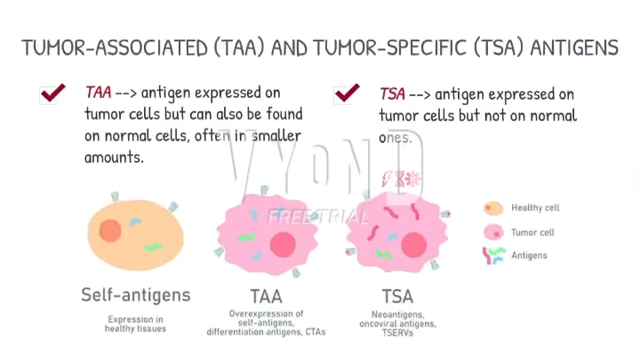 TUMOR-ASSOCIATED (TAA) AND TUMOR-SPECIFIC (TSA) ANTIGENS
TAA --> antigen expressed on
tumor cells but can also be found
on normal cells, often in smaller
amounts.
TSA --> antigen expressed on
tumor cells but not on normal
ones.
VYOND
FREE TRIAL
Healthy cell
Tumor cell
Antigens
Self-antigens
Expression in
healthy tissues
TAA
Overexpression of
self-antigens,
differentiation antigens, CTAs
TSA
Neoantigens,
oncoviral antigens,
TSERVs